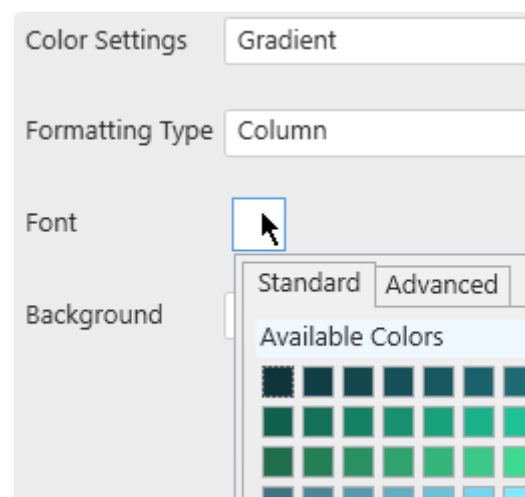 Color Settings Gradient
Formatting Type Column
Font
Standard Advanced
Background
Available Colors